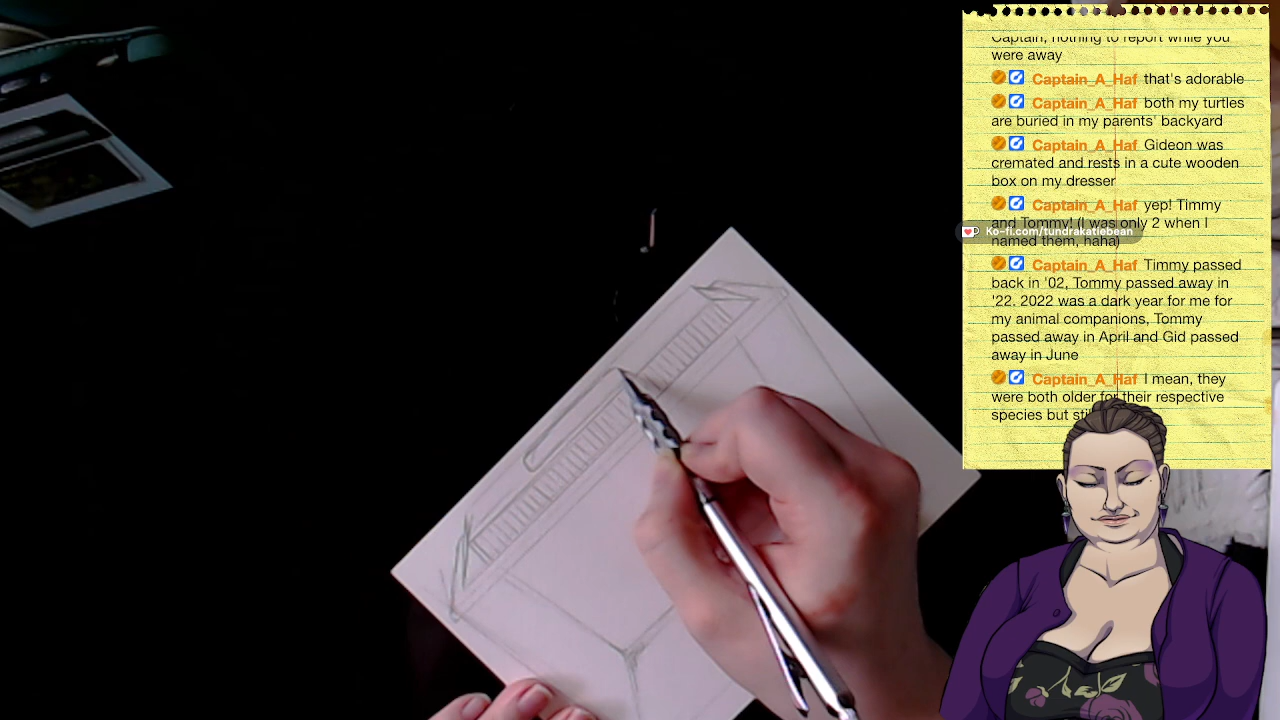 Captain, nothing to report while you
were away
Captain_A_Haf that's adorable
Captain_A_Haf both my turtles
are buried in my parents' backyard
Captain_A_Haf Gideon was
cremated and rests in a cute wooden
box on my dresser
Captain_A_Haf yep! Timmy
and Tommy! (I was only 2 when I
Ko-fi.com/tundrakatiebean
named them, haha)
Captain_A_Haf Timmy passed
back in '02, Tommy passed away in
'22. 2022 was a dark year for me for
my animal companions, Tommy
passed away in April and Gid passed
away in June
Captain_A_Haf I mean, they
were both older for their respective
species but